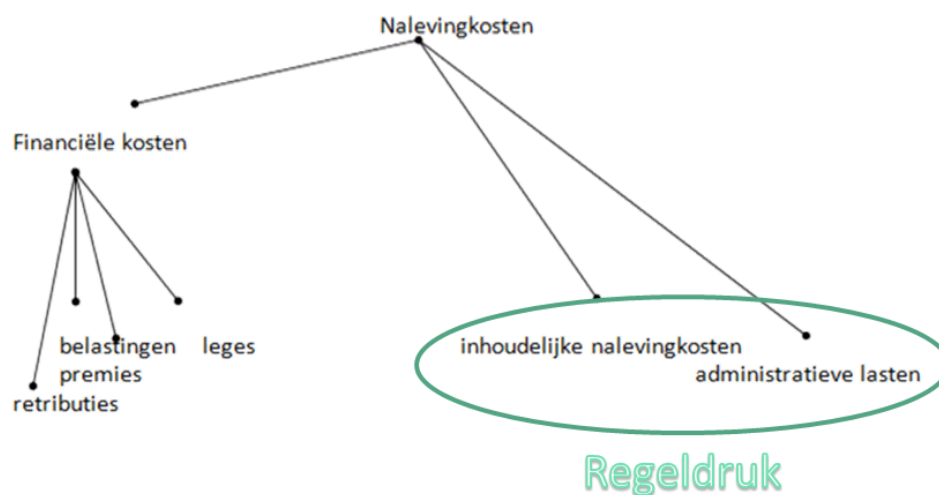 Nalevingkosten
Financiële kosten
belastingen leges
premies
retributies
inhoudelijke nalevingkosten
administratieve lasten
Regeldruk